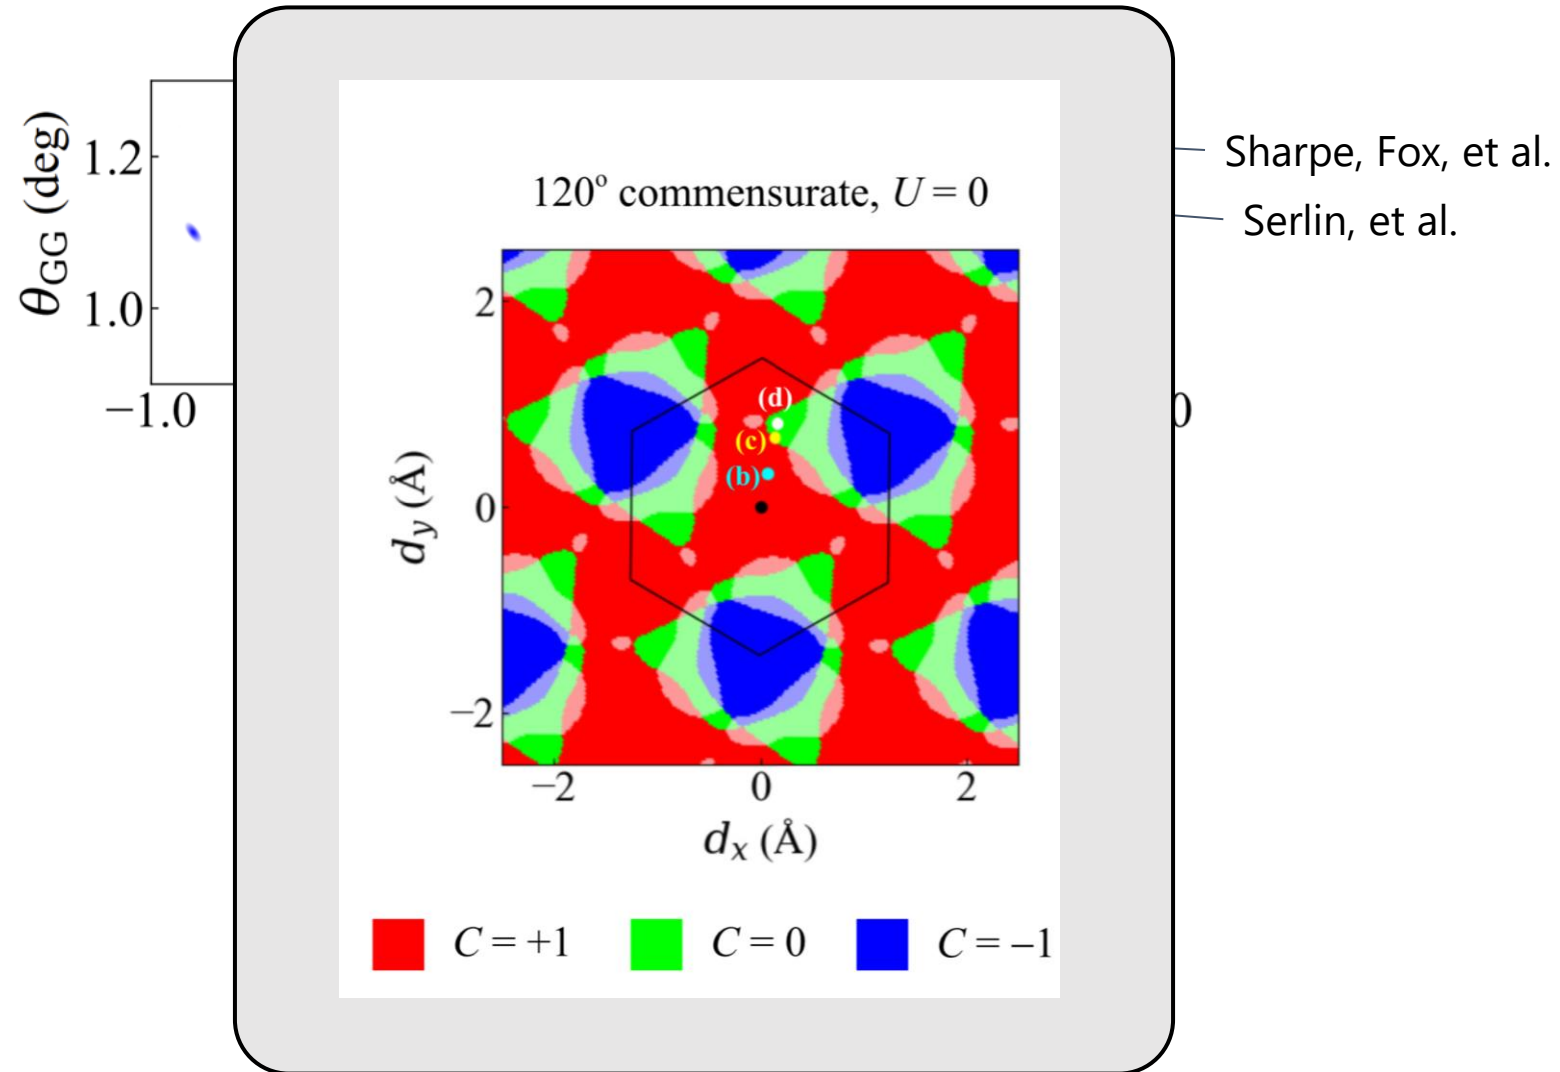 θGG (deg)
1.2
1.0
−1.0
0
Sharpe, Fox, et al.
Serlin, et al.
120° commensurate, U = 0
dy (Å)
2
0
−2
(d)
(c)
(b)
−2 0 2
dx (Å)
C = +1 C = 0 C = −1